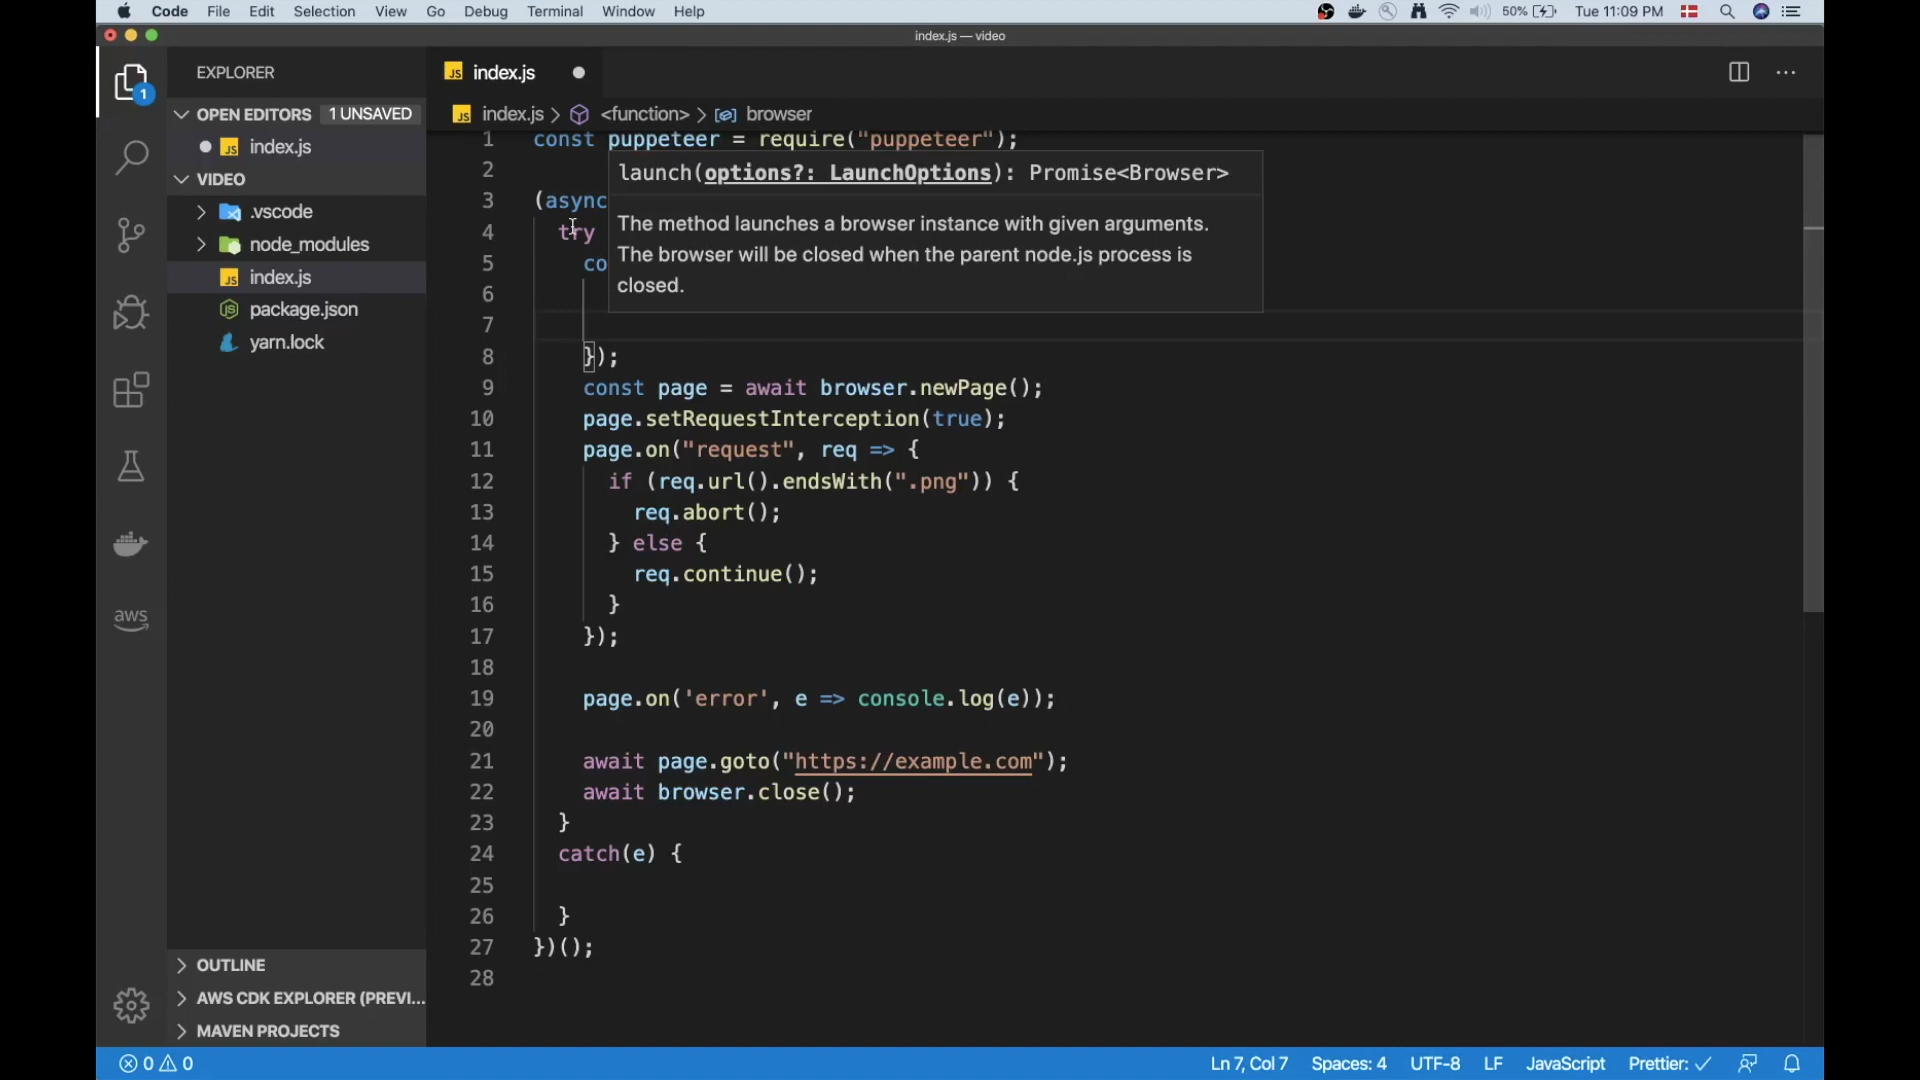 Code File Edit Selection View Go Debug Terminal Window Help 50% Tue 11:09 PM
index.js — video
EXPLORER
OPEN EDITORS 1 UNSAVED
JS index.js
VIDEO
.vscode
node_modules
JS index.js
package.json
yarn.lock
OUTLINE
AWS CDK EXPLORER (PREVI...
MAVEN PROJECTS
1
aws
JS index.js
JS index.js > <function> > browser
1 const puppeteer = require("puppeteer");
2
3 (async
4 try
5 co
6
7
8 });
launch(options?: LaunchOptions): Promise<Browser>
The method launches a browser instance with given arguments.
The browser will be closed when the parent node.js process is
closed.
9 const page = await browser.newPage();
10 page.setRequestInterception(true);
11 page.on("request", req => {
12 if (req.url().endsWith(".png")) {
13 req.abort();
14 } else {
15 req.continue();
16 }
17 });
18
19 page.on('error', e => console.log(e));
20
21 await page.goto("https://example.com");
22 await browser.close();
23 }
24 catch(e) {
25
26 }
27 })();
28
0 0 Ln 7, Col 7 Spaces: 4 UTF-8 LF JavaScript Prettier: ✓